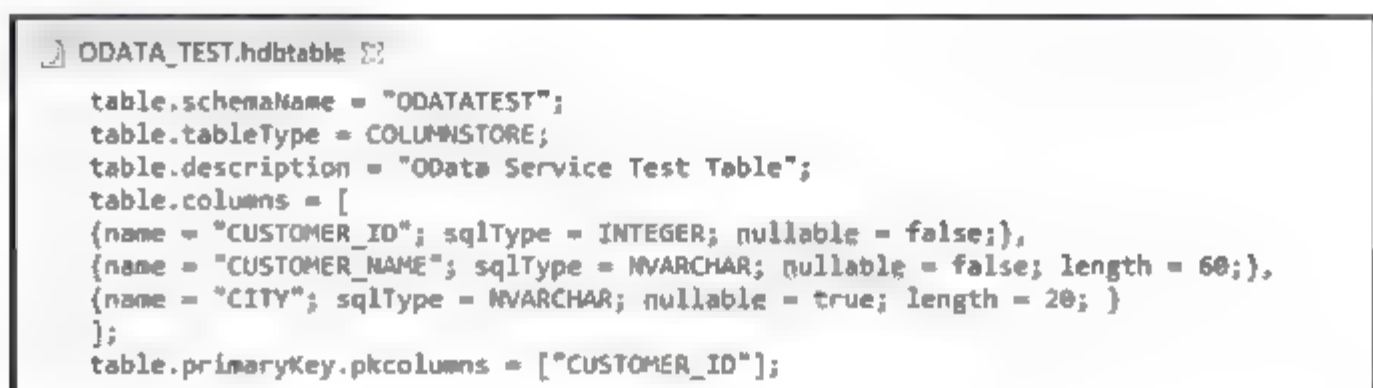 ODATA_TEST.hdbtable
table.schemaName = "ODATATEST";
table.tableType = COLUMNSTORE;
table.description = "OData Service Test Table";
table.columns = [
{name = "CUSTOMER_ID"; sqlType = INTEGER; nullable = false;},
{name = "CUSTOMER_NAME"; sqlType = NVARCHAR; nullable = false; length = 60;},
{name = "CITY"; sqlType = NVARCHAR; nullable = true; length = 20; }
];
table.primaryKey.pkcolumns = ["CUSTOMER_ID"];